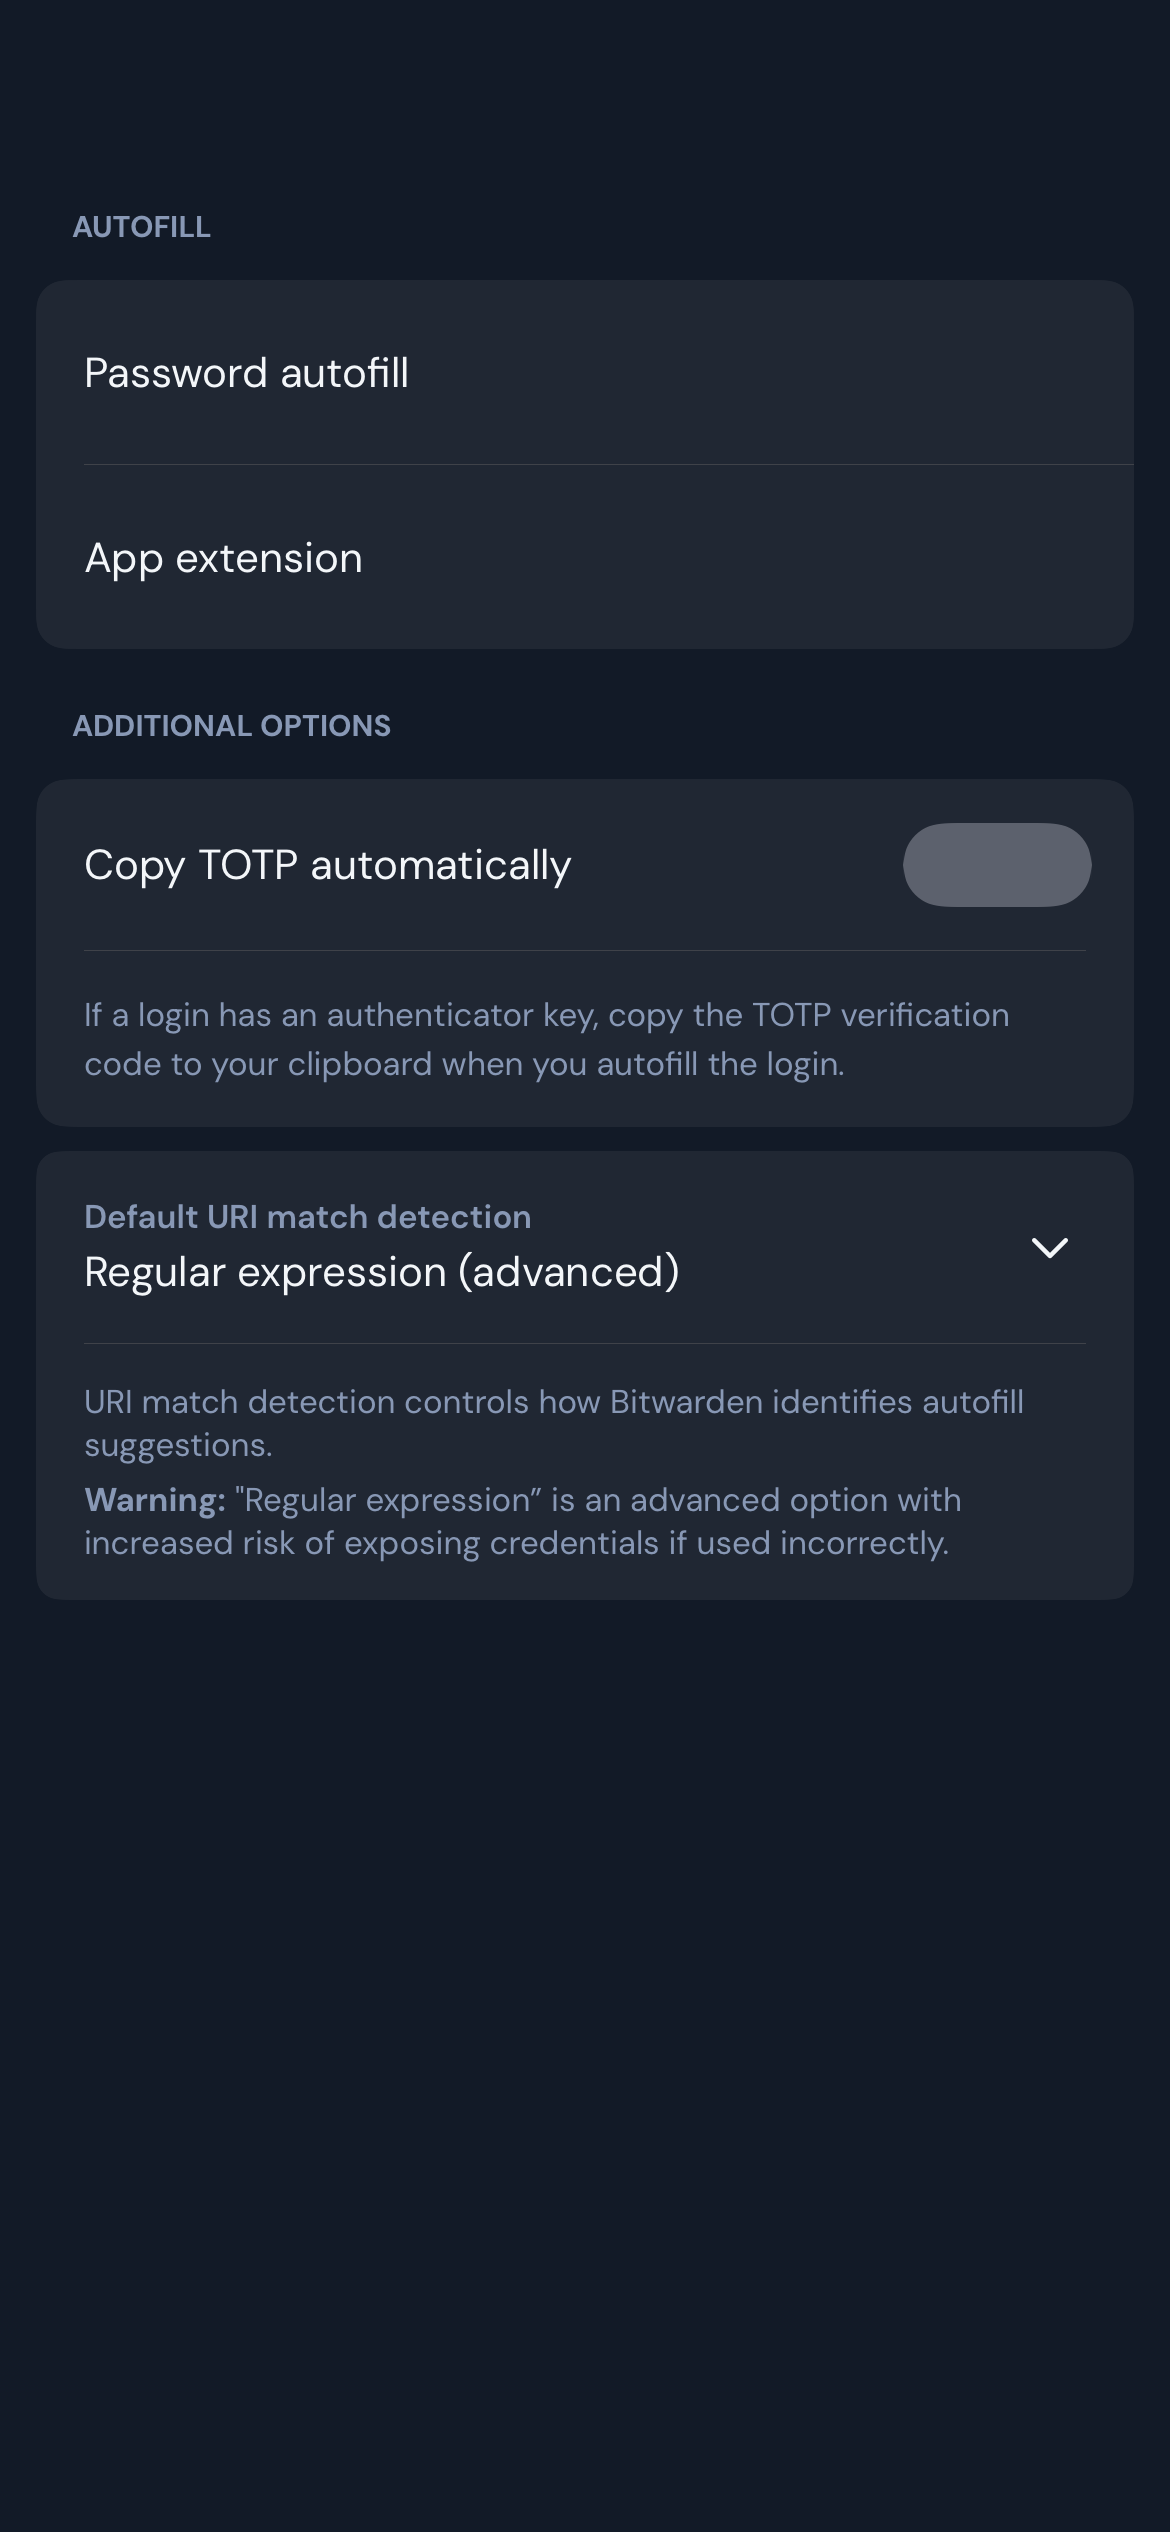 AUTOFILL
Password autofill
App extension
ADDITIONAL OPTIONS
Copy TOTP automatically
If a login has an authenticator key, copy the TOTP verification
code to your clipboard when you autofill the login.
Default URI match detection
Regular expression (advanced)
URI match detection controls how Bitwarden identifies autofill
suggestions.
Warning: "Regular expression” is an advanced option with
increased risk of exposing credentials if used incorrectly.